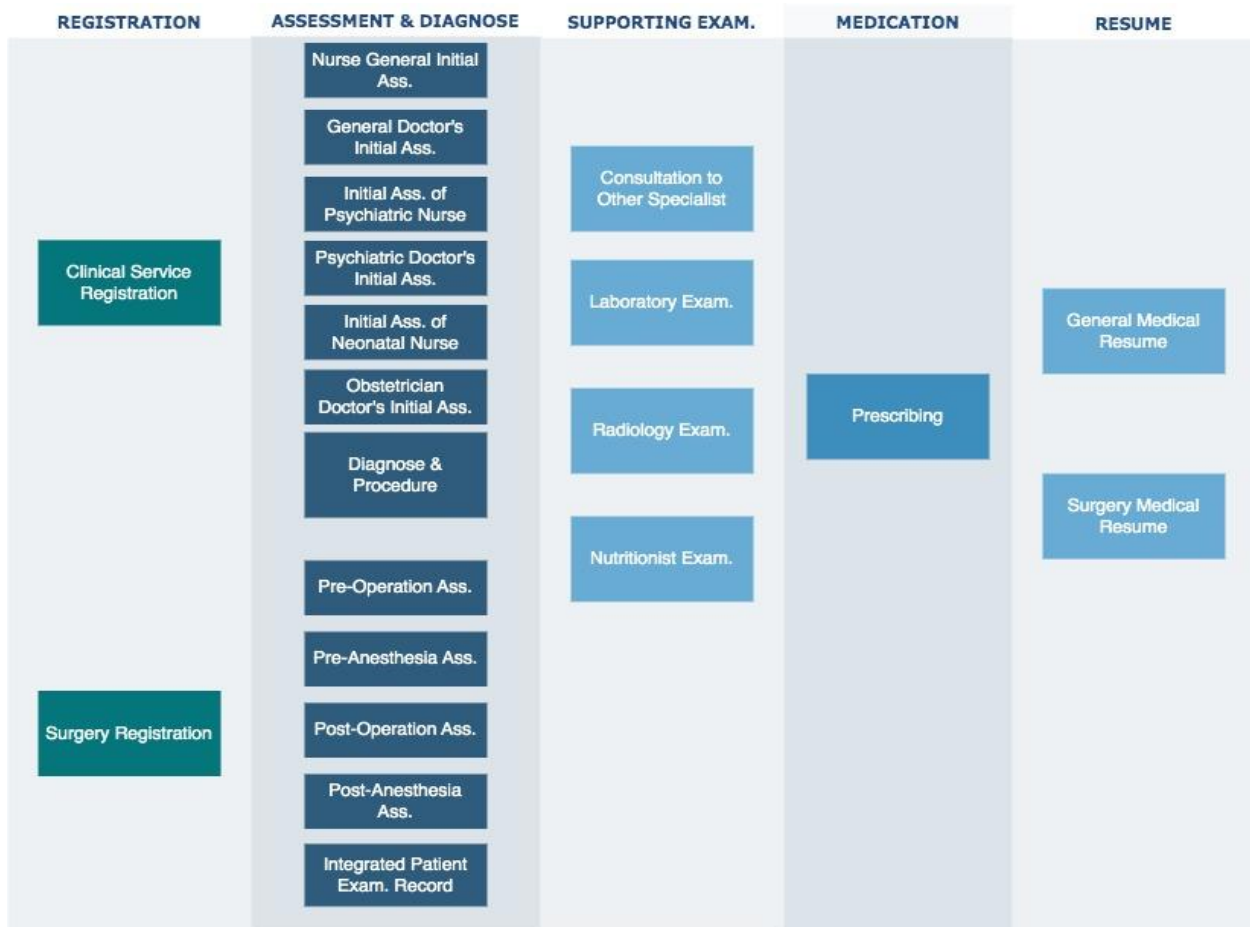 REGISTRATION
ASSESSMENT & DIAGNOSE
SUPPORTING EXAM.
MEDICATION
RESUME
Clinical Service
Registration
Surgery Registration
Nurse General Initial
Ass.
General Doctor's
Initial Ass.
Initial Ass. of
Psychiatric Nurse
Psychiatric Doctor's
Initial Ass.
Initial Ass. of
Neonatal Nurse
Obstetrician
Doctor's Initial Ass.
Diagnose &
Procedure
Pre-Operation Ass.
Pre-Anesthesia Ass.
Post-Operation Ass.
Post-Anesthesia
Ass.
Integrated Patient
Exam. Record
Consultation to
Other Specialist
Laboratory Exam.
Radiology Exam.
Nutritionist Exam.
Prescribing
General Medical
Resume
Surgery Medical
Resume